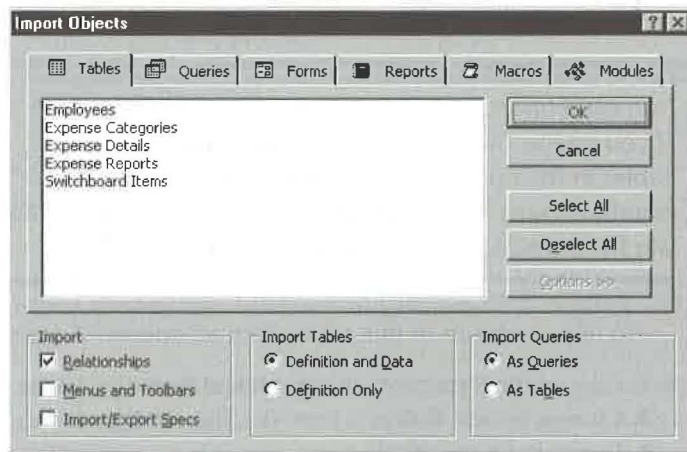 Import Objects
Tables Queries Forms Reports Macros Modules
Employees
Expense Categories
Expense Details
Expense Reports
Switchboard Items
OK
Cancel
Select All
Deselect All
Options >>
Import
Relationships
Menus and Toolbars
Import/Export Specs
Import Tables
Definition and Data
Definition Only
Import Queries
As Queries
As Tables